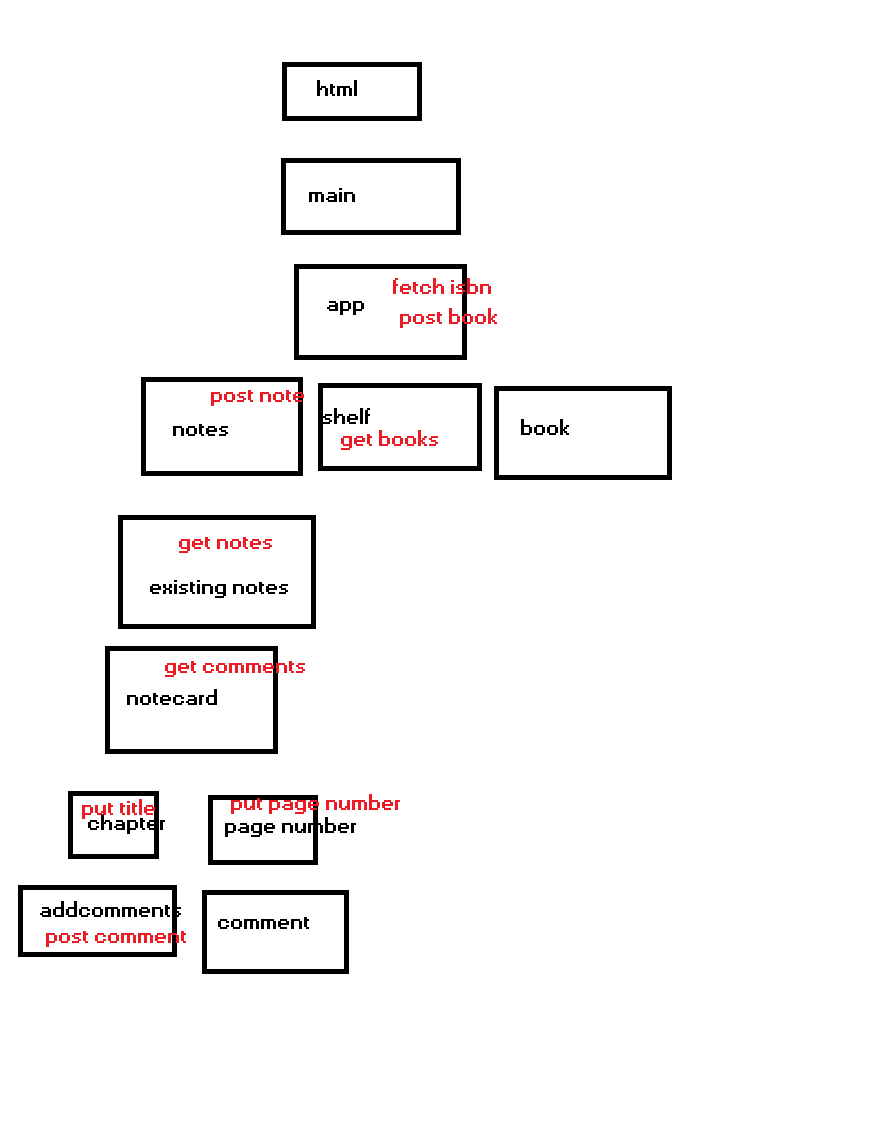 html
main
fetch isbn
app
post book
post note
notes
shelf
get books
book
get notes
existing notes
get comments
notecard
put title
chapter
put page number
page number
addcomments
post comment
comment